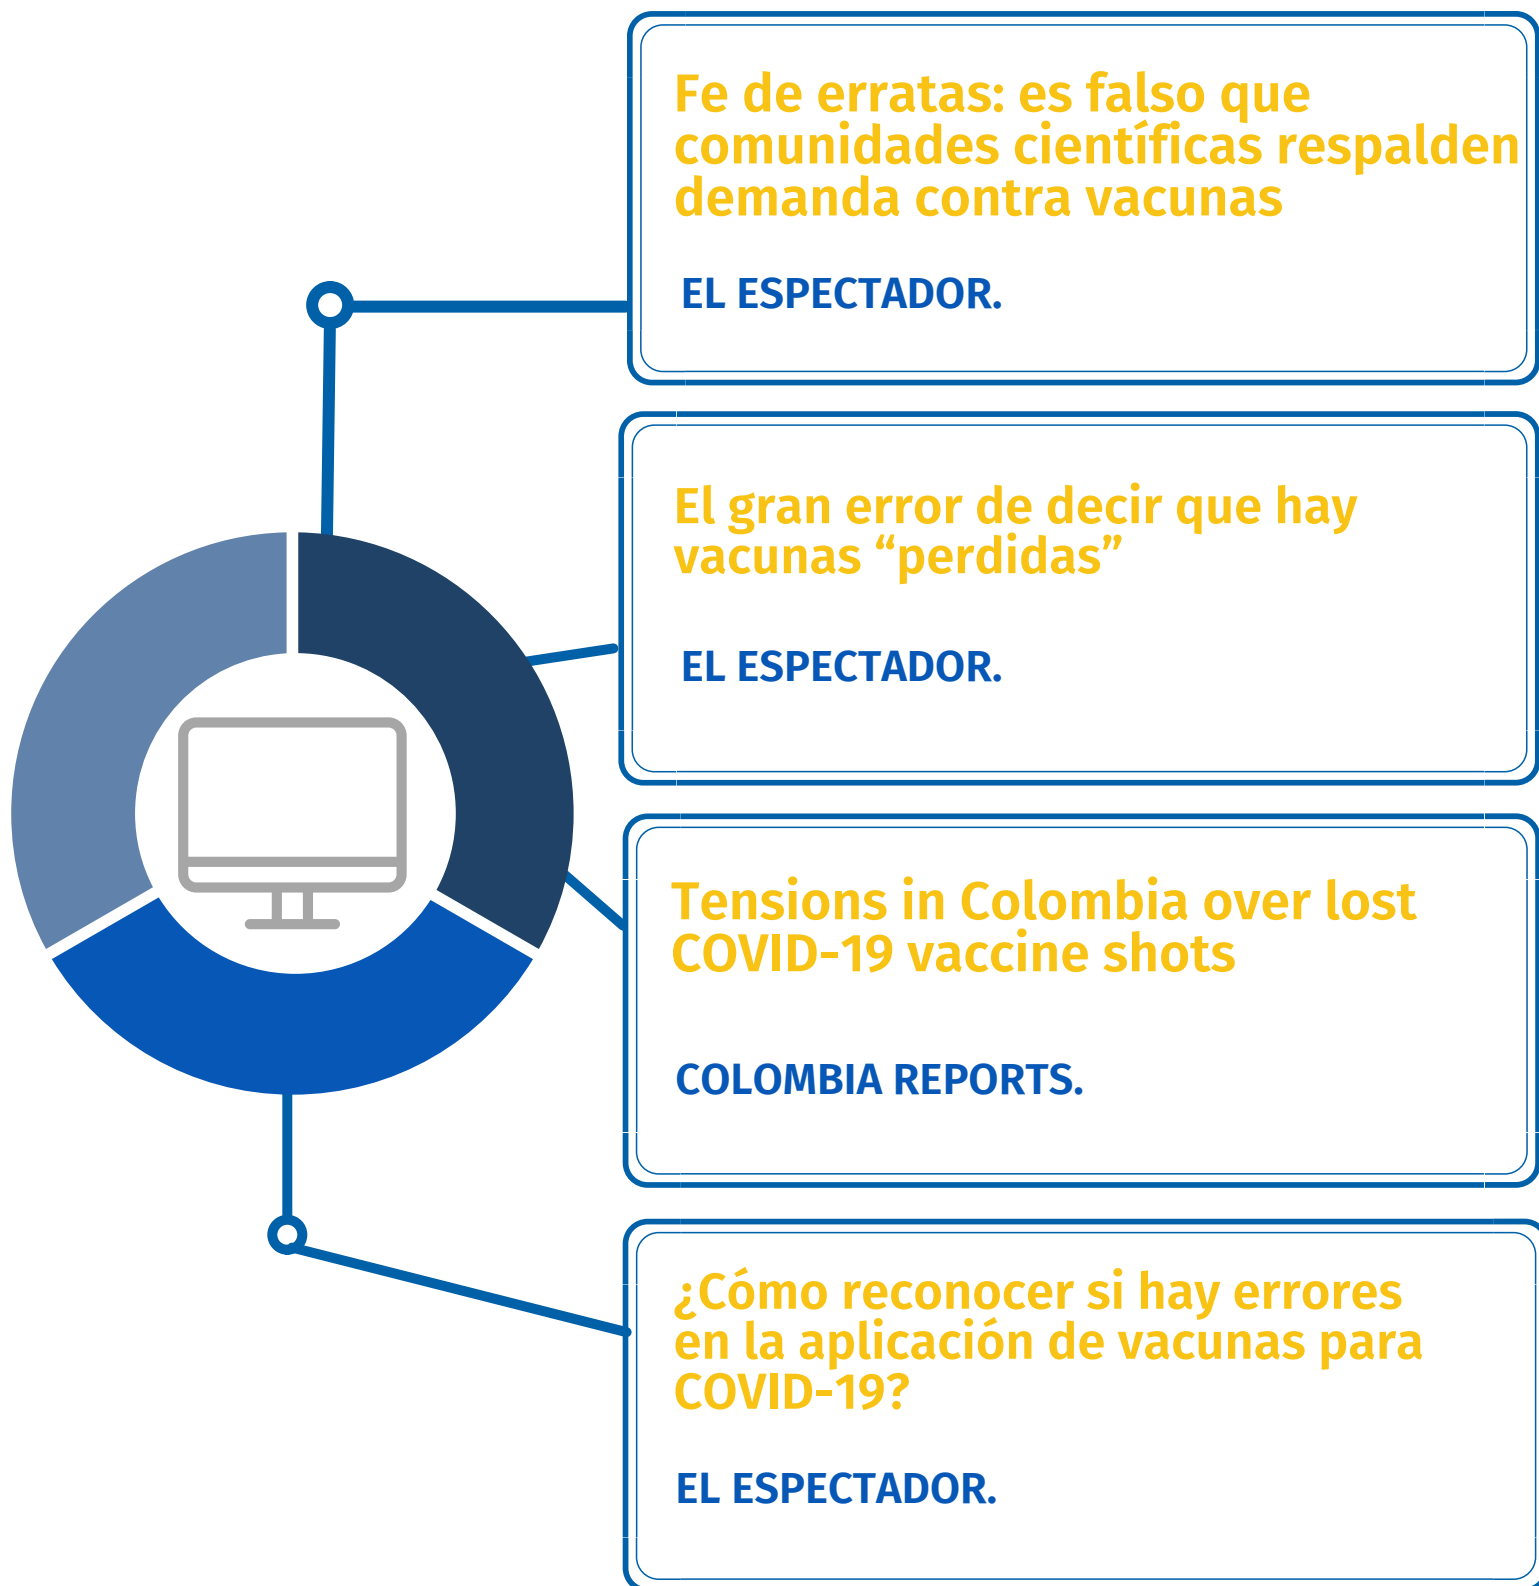 Fe de erratas: es falso que
comunidades científicas respalden
demanda contra vacunas
EL ESPECTADOR.
El gran error de decir que hay
vacunas “perdidas”
EL ESPECTADOR.
Tensions in Colombia over lost
COVID-19 vaccine shots
COLOMBIA REPORTS.
¿Cómo reconocer si hay errores
en la aplicación de vacunas para
COVID-19?
EL ESPECTADOR.